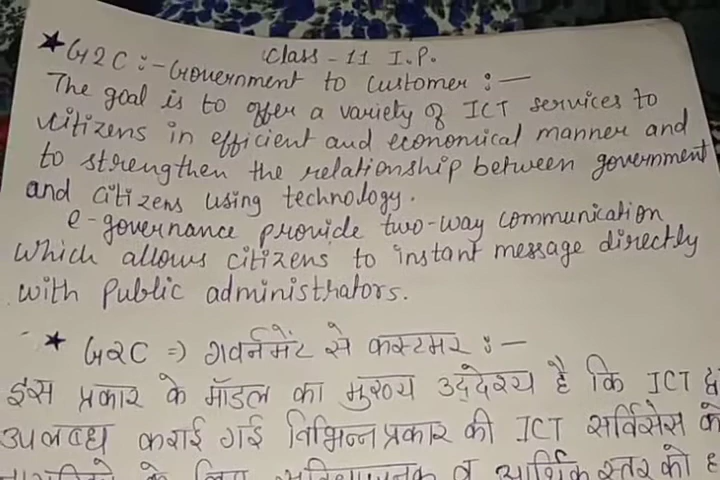 Class - 11 I.P.
★ G2C :- Government to Customer :—
The goal is to offer a variety of ICT services to
citizens in efficient and economical manner and
to strengthen the relationship between government
and citizens using technology.
e-governance provide two-way communication
which allows citizens to instant message directly
with Public administrators.
★ G2C => गवर्नमेंट से कस्टमर :—
इस प्रकार के मॉडल का मुख्य उद्देश्य है कि ICT
उपलब्ध कराई गई विभिन्न प्रकार की ICT सर्विसेस
के लिए व आर्थिक स्तर को